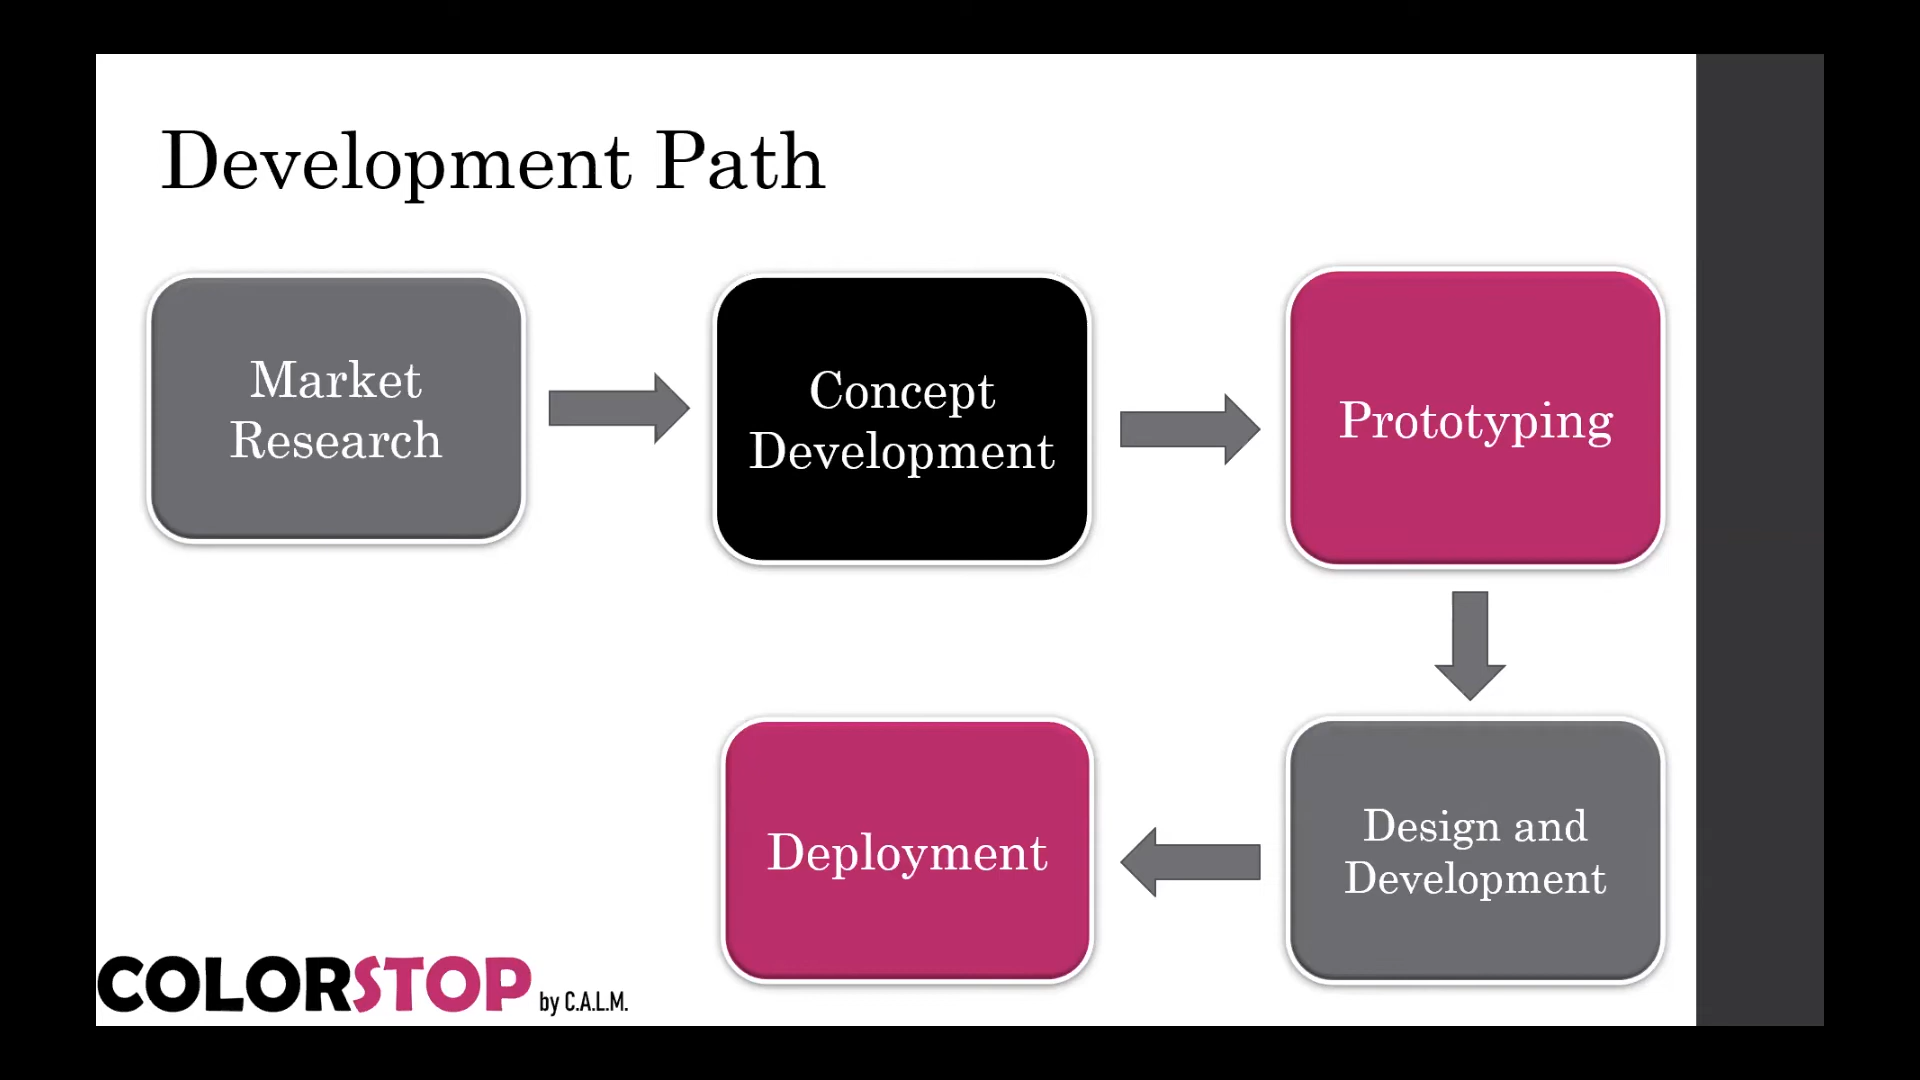 Development Path
Market
Research
Concept
Development
Prototyping
Design and
Development
Deployment
COLORSTOP by C.A.L.M.